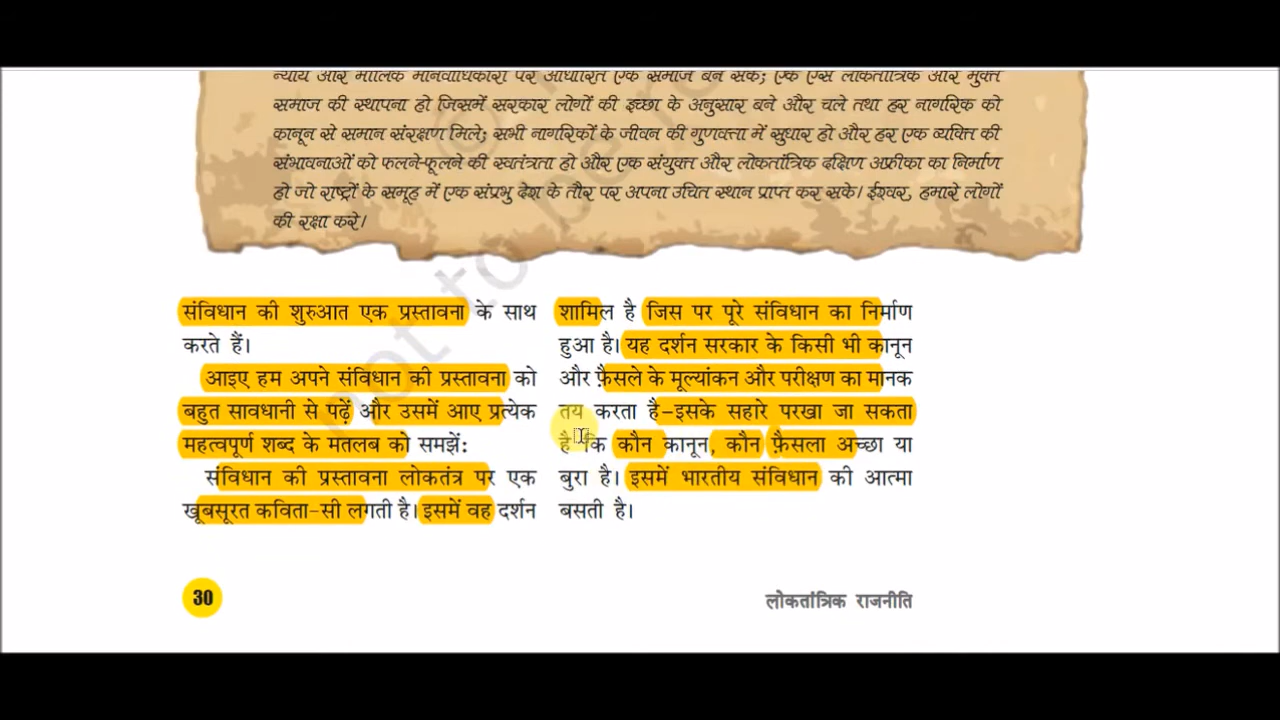 न्याय और मौलिक मानवाधिकारों पर आधारित एक समाज बन सके; एक ऐसे लोकतांत्रिक और मुक्त
समाज की स्थापना हो जिसमें सरकार लोगों की इच्छा के अनुसार बने और चले तथा हर नागरिक को
कानून से समान संरक्षण मिले; सभी नागरिकों के जीवन की गुणवत्ता में सुधार हो और हर एक व्यक्ति की
संभावनाओं को फलने-फूलने की स्वतंत्रता हो और एक संयुक्त और लोकतांत्रिक दक्षिण अफ्रीका का निर्माण
हो जो राष्ट्रों के समूह में एक संप्रभु देश के तौर पर अपना उचित स्थान प्राप्त कर सके। ईश्वर, हमारे लोगों
की रक्षा करे।
संविधान की शुरुआत एक प्रस्तावना के साथ
करते हैं।
आइए हम अपने संविधान की प्रस्तावना को
बहुत सावधानी से पढ़ें और उसमें आए प्रत्येक
महत्वपूर्ण शब्द के मतलब को समझें:
संविधान की प्रस्तावना लोकतंत्र पर एक
खूबसूरत कविता-सी लगती है। इसमें वह दर्शन
शामिल है जिस पर पूरे संविधान का निर्माण
हुआ है। यह दर्शन सरकार के किसी भी कानून
और फ़ैसले के मूल्यांकन और परीक्षण का मानक
तय करता है-इसके सहारे परखा जा सकता
है कि कौन कानून, कौन फ़ैसला अच्छा या
बुरा है। इसमें भारतीय संविधान की आत्मा
बसती है।
30
लोकतांत्रिक राजनीति
not to be